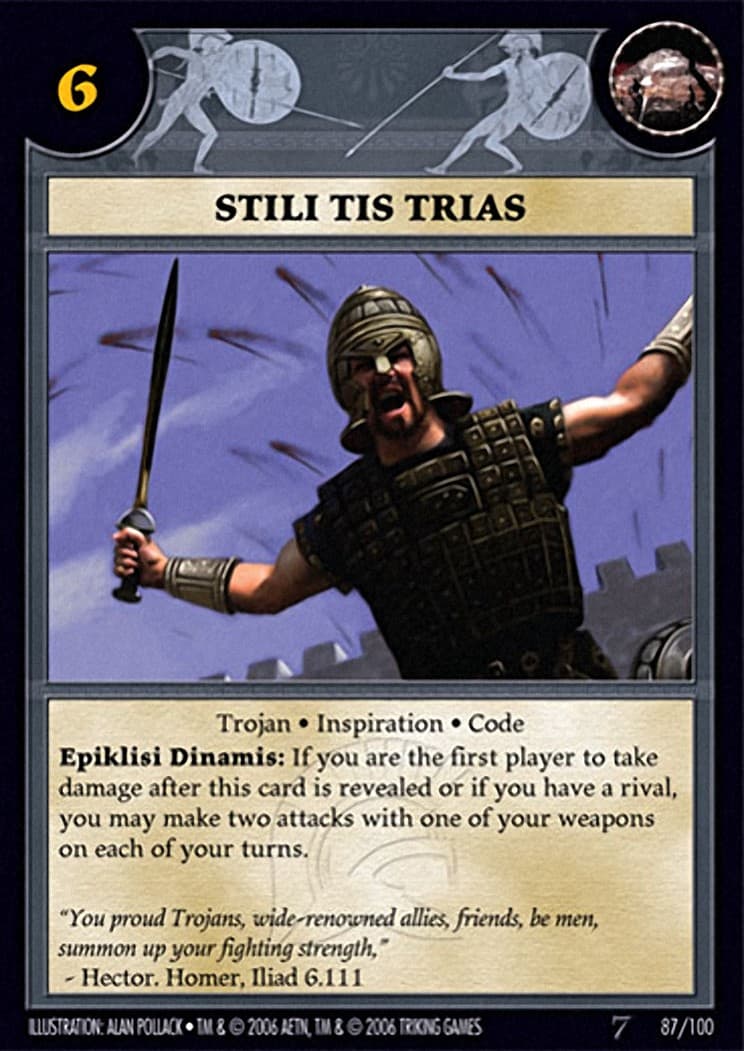 6
STILI TIS TRIAS
Trojan • Inspiration • Code
Epiklisi Dinamis: If you are the first player to take
damage after this card is revealed or if you have a rival,
you may make two attacks with one of your weapons
on each of your turns.
“You proud Trojans, wide-renowned allies, friends, be men,
summon up your fighting strength,”
- Hector. Homer, Iliad 6.111
ILLUSTRATION: ALAN POLLACK • TM & © 2006 AETN, TM & © 2006 TRIKING GAMES 7 87/100